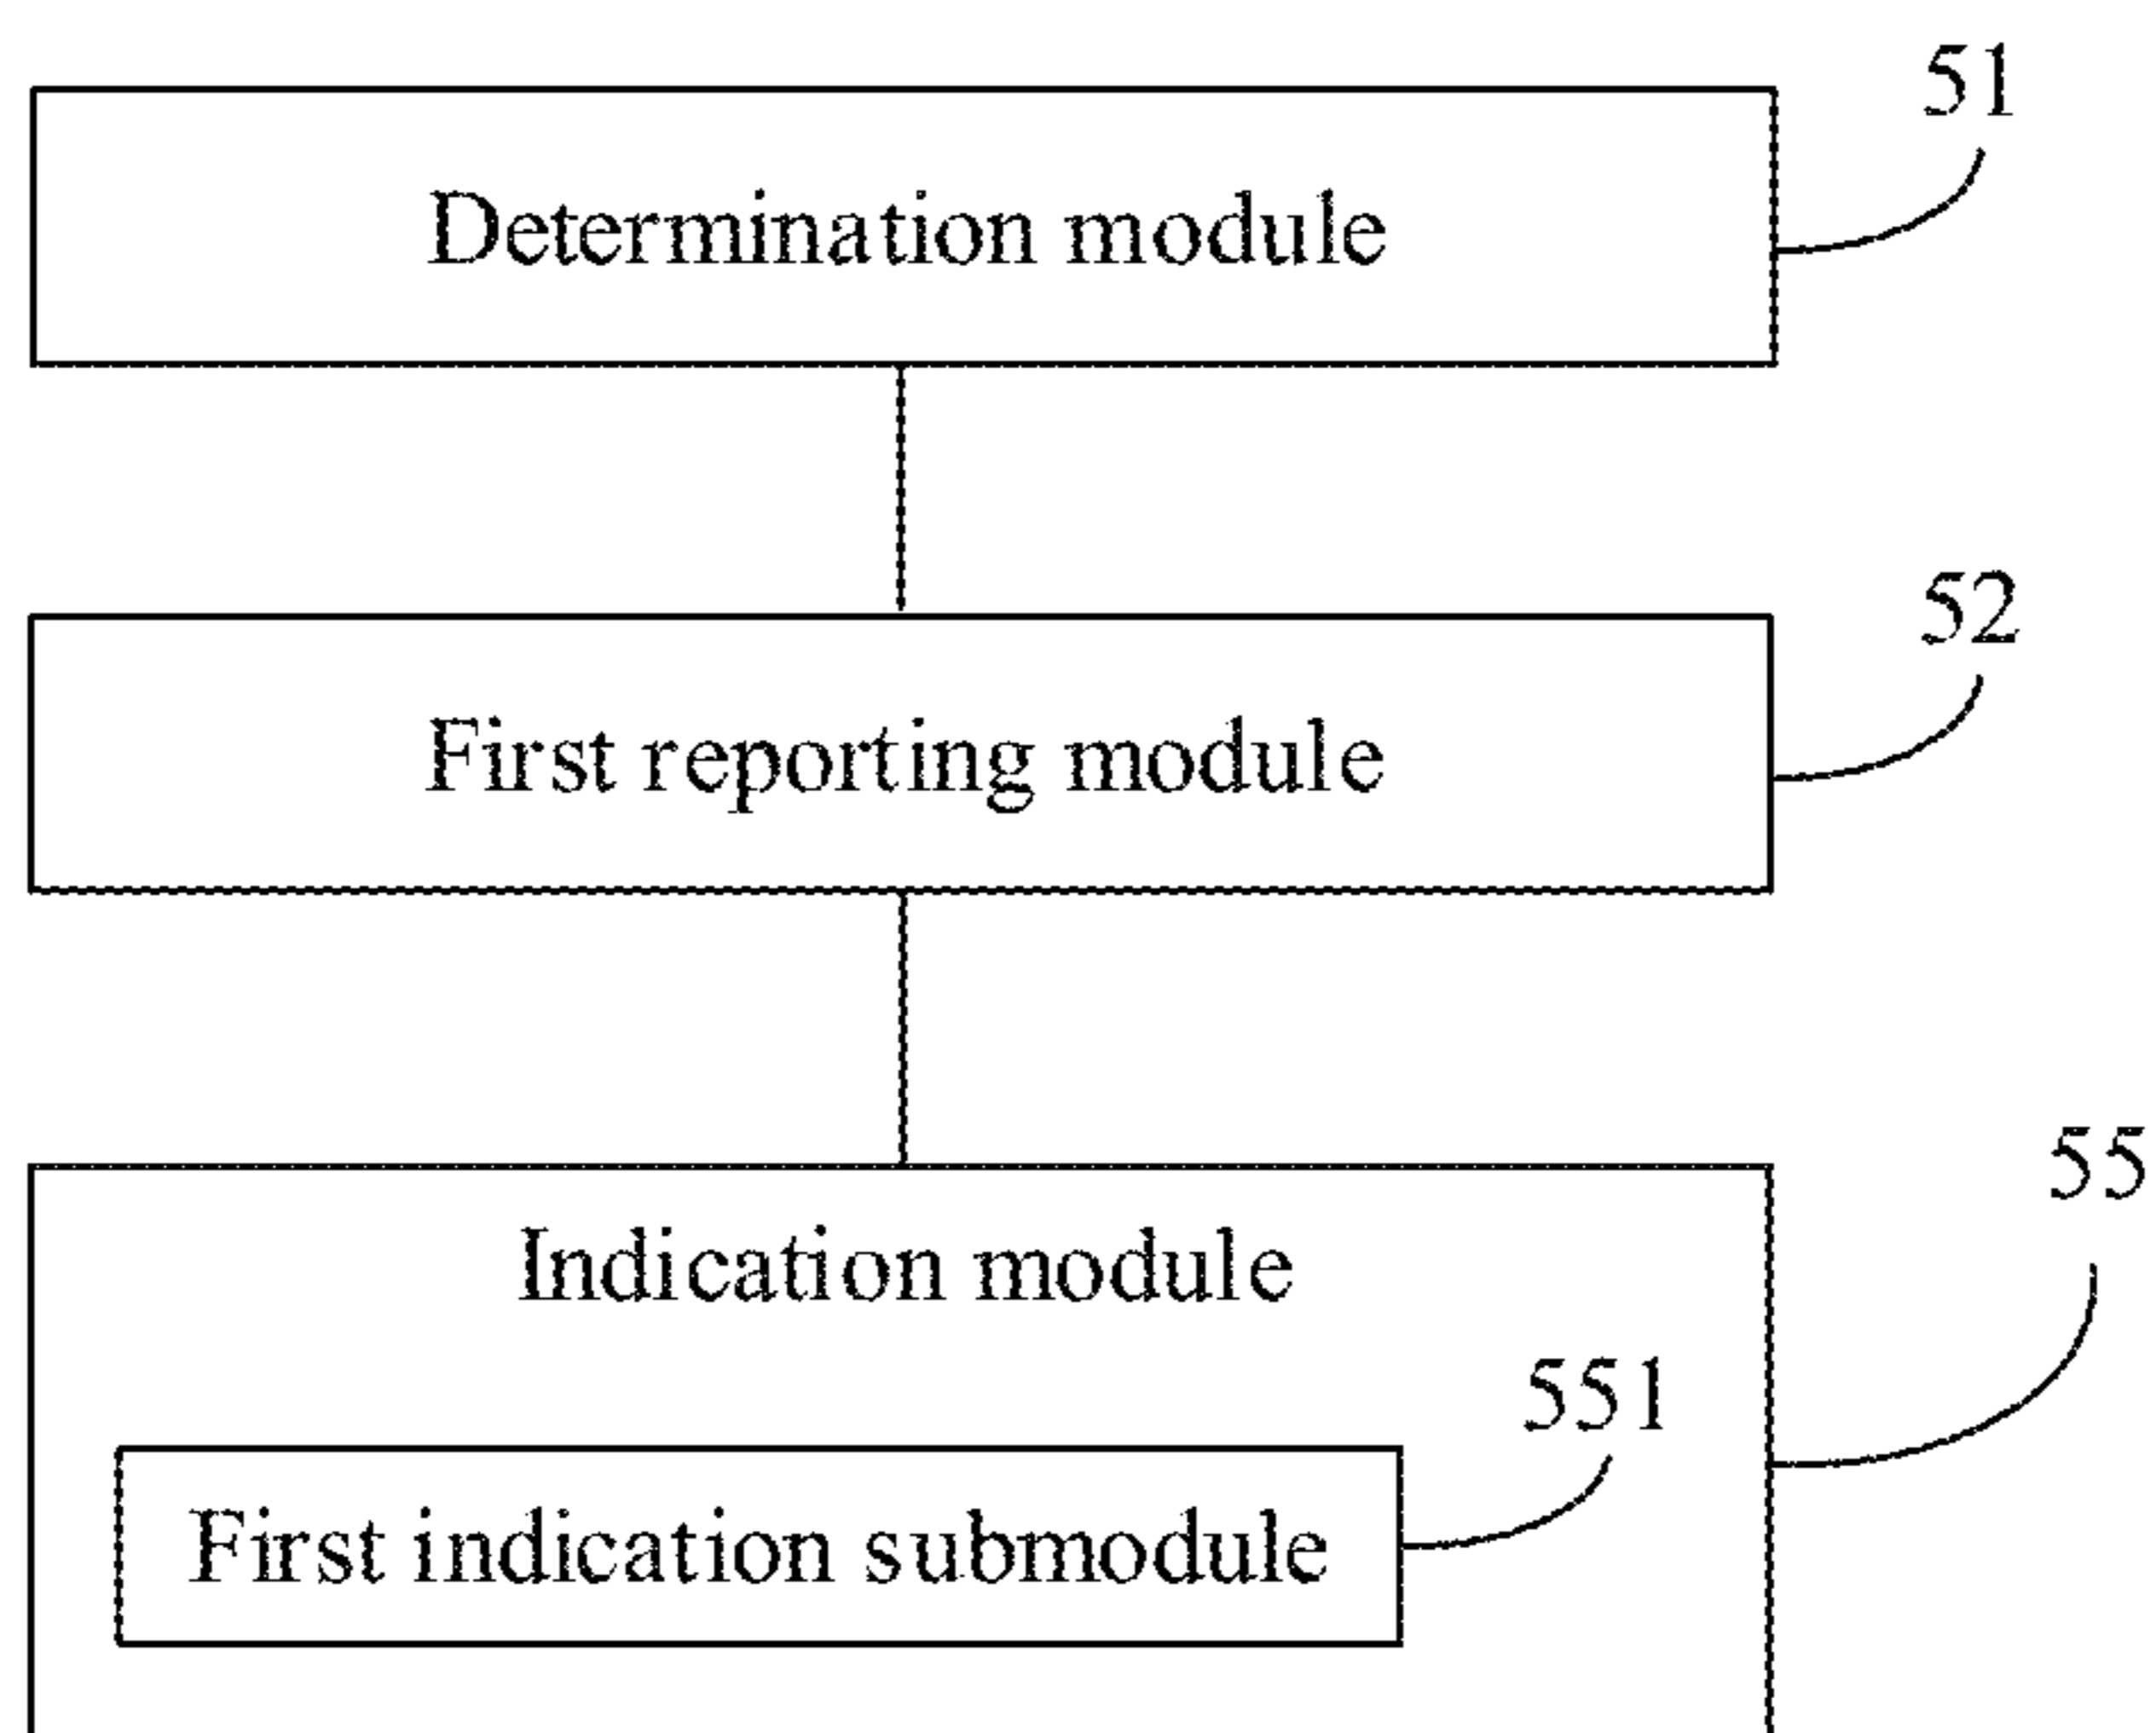 51
Determination module
52
First reporting module
55
Indication module
551
First indication submodule